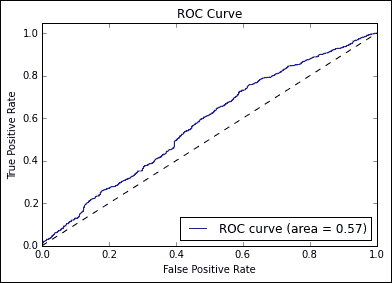 ROC Curve
True Positive Rate
1.0
0.8
0.6
0.4
0.2
0.0
ROC curve (area = 0.57)
0.0 0.2 0.4 0.6 0.8 1.0
False Positive Rate